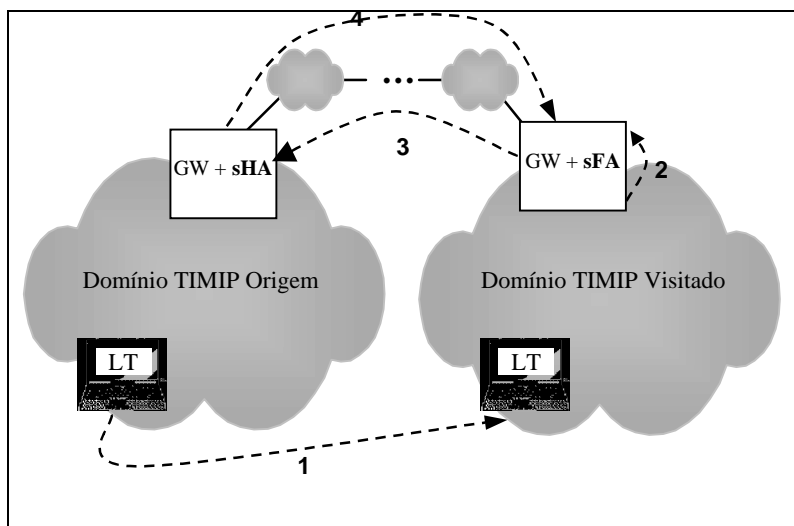 4
3
GW + sHA
GW + sFA
2
Domínio TIMIP Origem
Domínio TIMIP Visitado
LT
LT
1